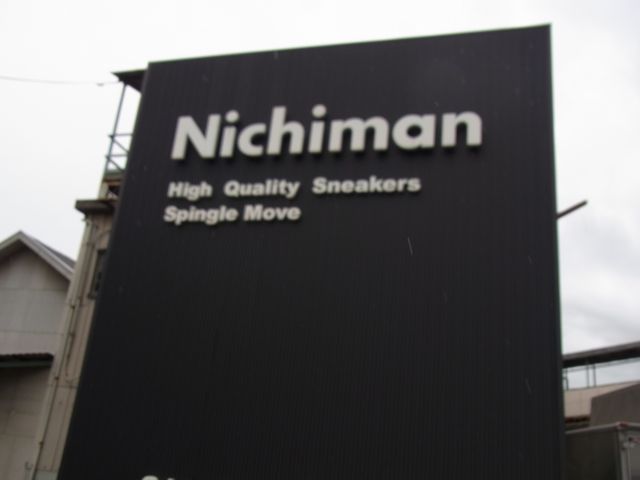 Nichiman
High Quality Sneakers
Spingle Move